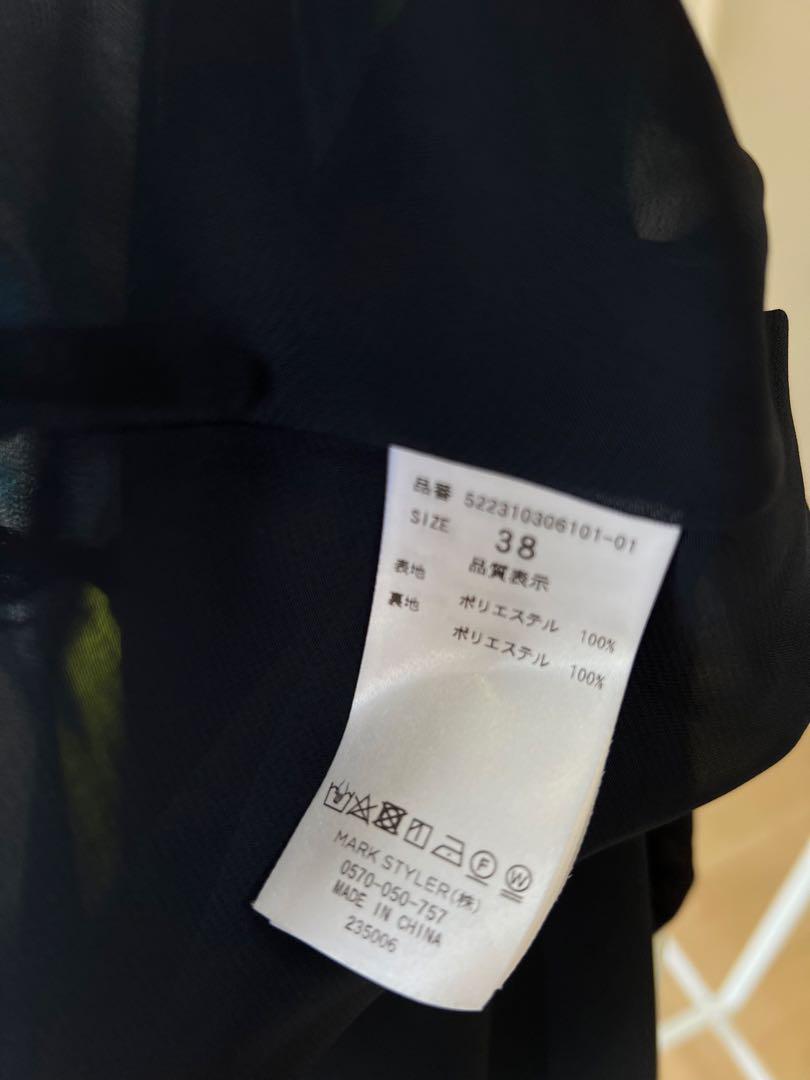 品番 522310306101-01
SIZE 38
品質表示
表地 ポリエステル 100%
裏地 ポリエステル 100%
F W
MARK STYLER(株)
0570-050-757
MADE IN CHINA
235006